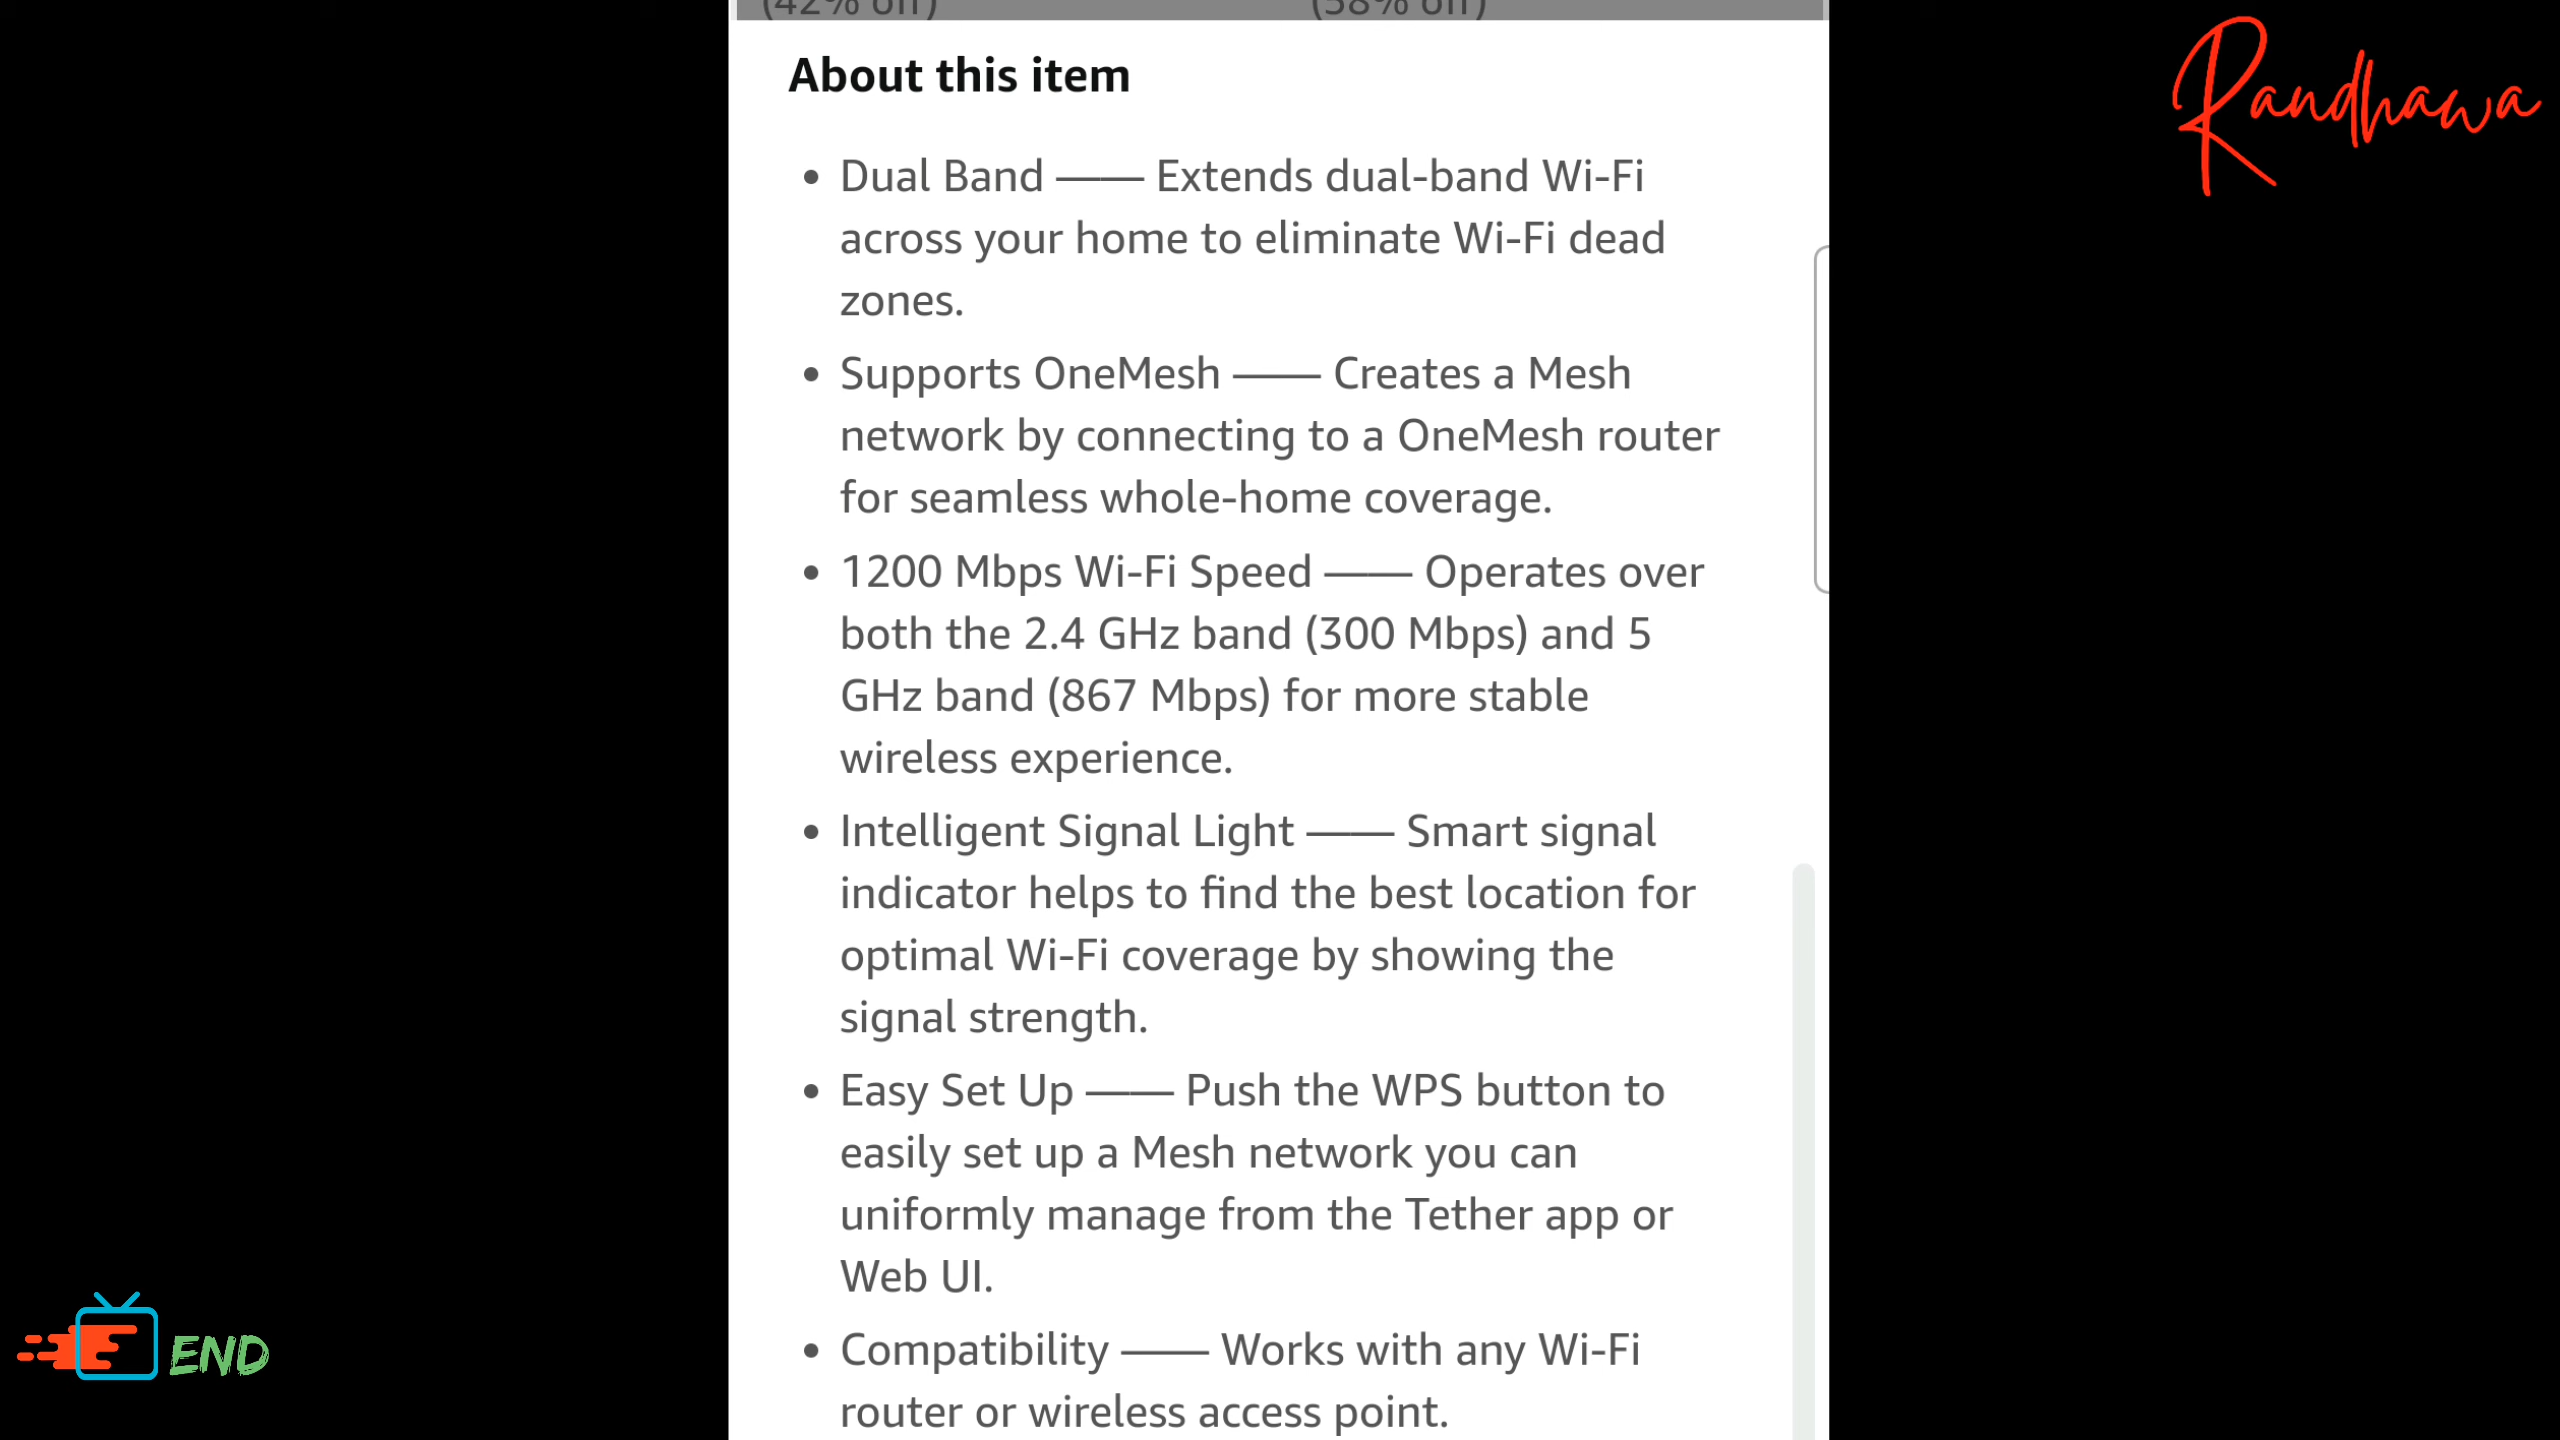 (42% off) (58% off)
About this item
Randhawa
• Dual Band —— Extends dual-band Wi-Fi
across your home to eliminate Wi-Fi dead
zones.
• Supports OneMesh —— Creates a Mesh
network by connecting to a OneMesh router
for seamless whole-home coverage.
• 1200 Mbps Wi-Fi Speed —— Operates over
both the 2.4 GHz band (300 Mbps) and 5
GHz band (867 Mbps) for more stable
wireless experience.
• Intelligent Signal Light —— Smart signal
indicator helps to find the best location for
optimal Wi-Fi coverage by showing the
signal strength.
• Easy Set Up —— Push the WPS button to
easily set up a Mesh network you can
uniformly manage from the Tether app or
Web UI.
• Compatibility —— Works with any Wi-Fi
router or wireless access point.
END